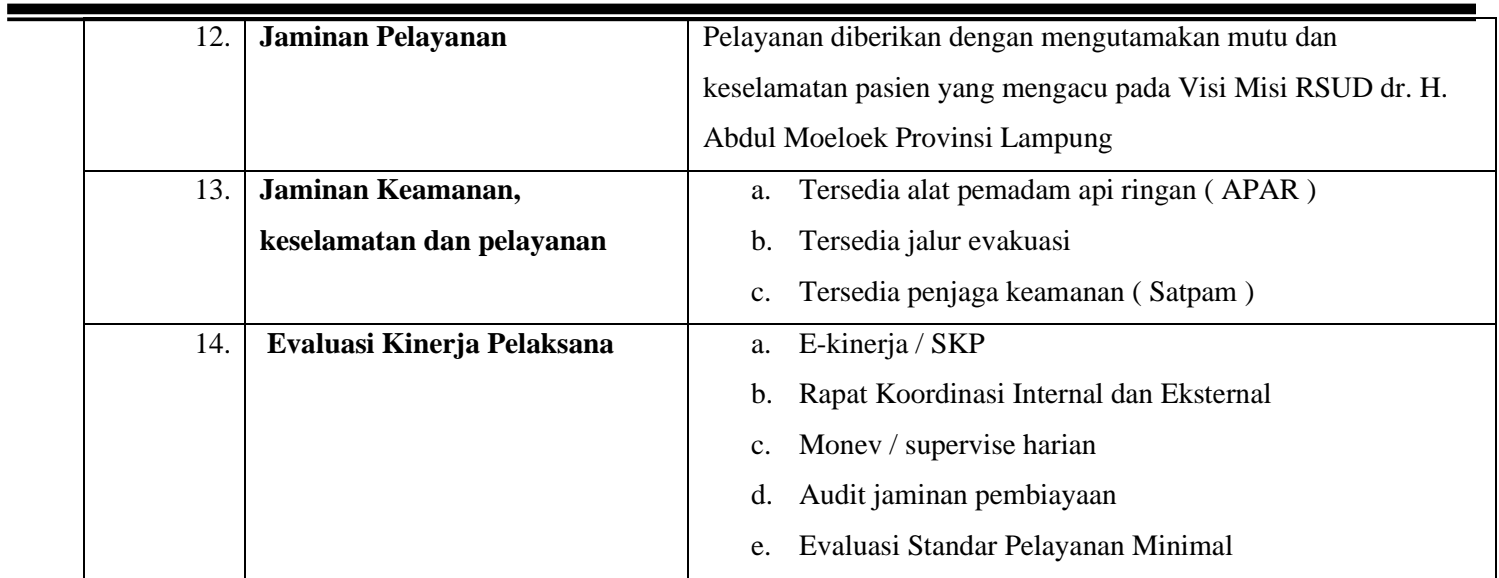 12. Jaminan Pelayanan Pelayanan diberikan dengan mengutamakan mutu dan
keselamatan pasien yang mengacu pada Visi Misi RSUD dr. H.
Abdul Moeloek Provinsi Lampung
13. Jaminan Keamanan, a. Tersedia alat pemadam api ringan ( APAR )
keselamatan dan pelayanan b. Tersedia jalur evakuasi
c. Tersedia penjaga keamanan ( Satpam )
14. Evaluasi Kinerja Pelaksana a. E-kinerja / SKP
b. Rapat Koordinasi Internal dan Eksternal
c. Monev / supervise harian
d. Audit jaminan pembiayaan
e. Evaluasi Standar Pelayanan Minimal